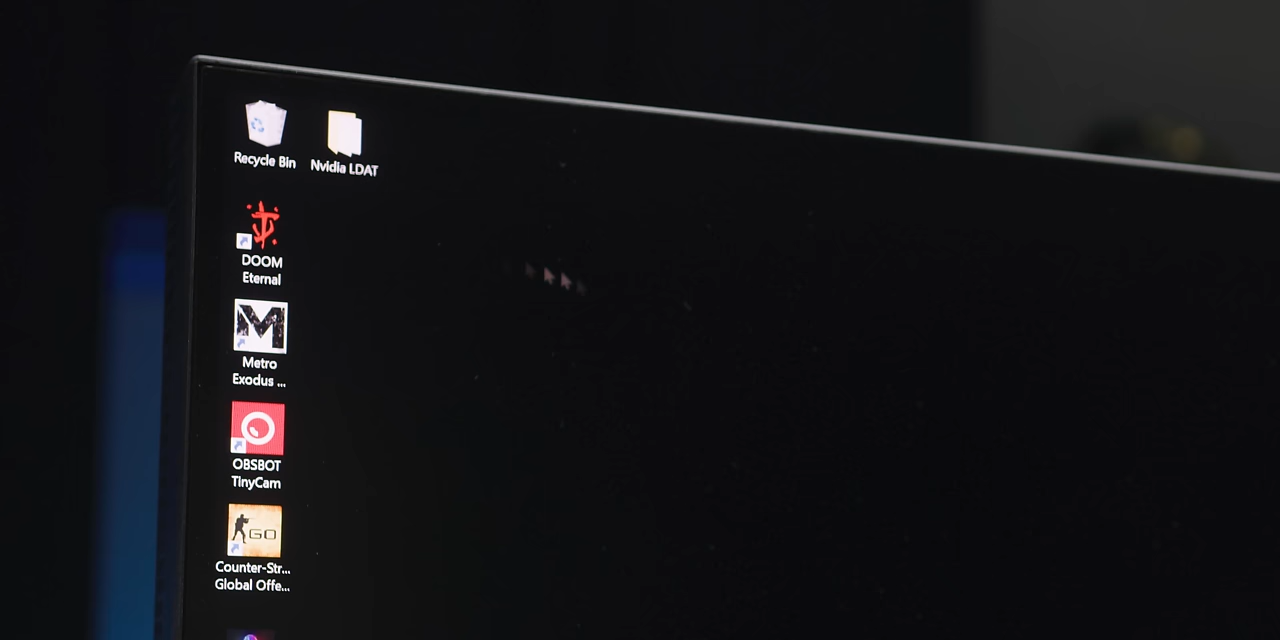 Recycle Bin
Nvidia LDAT
DOOM
Eternal
Metro
Exodus ...
OBSBOT
TinyCam
GO
Counter-Str...
Global Offe...